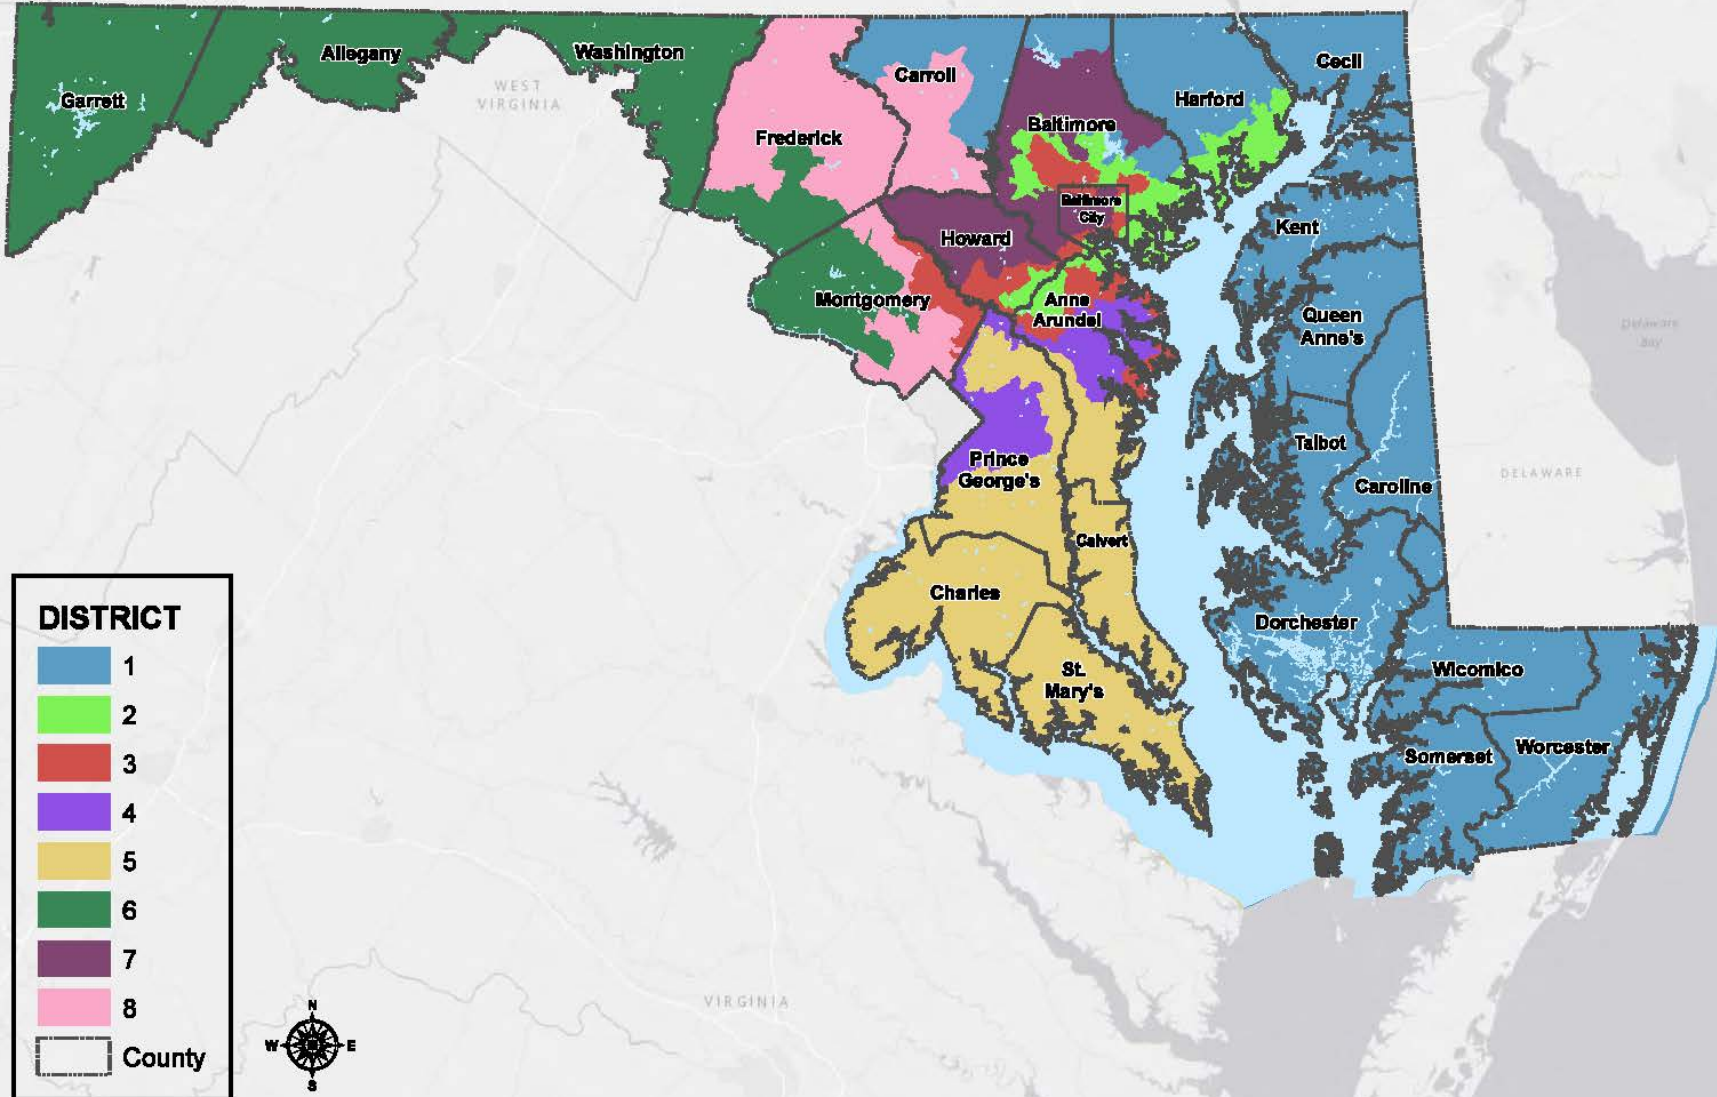 Allegany
Washington
Garrett
WEST
VIRGINIA
Frederick
Carroll
Cecil
Harford
Baltimore
Baltimore
City
Howard
Kent
Montgomery
Anne
Arundel
Queen
Anne's
Delaware
Bay
Talbot
DELAWARE
Prince
George's
Caroline
Calvert
Charles
Dorchester
St.
Mary's
Wicomico
Somerset
Worcester
VIRGINIA
DISTRICT
1
2
3
4
5
6
7
8
County
N
W
E
S